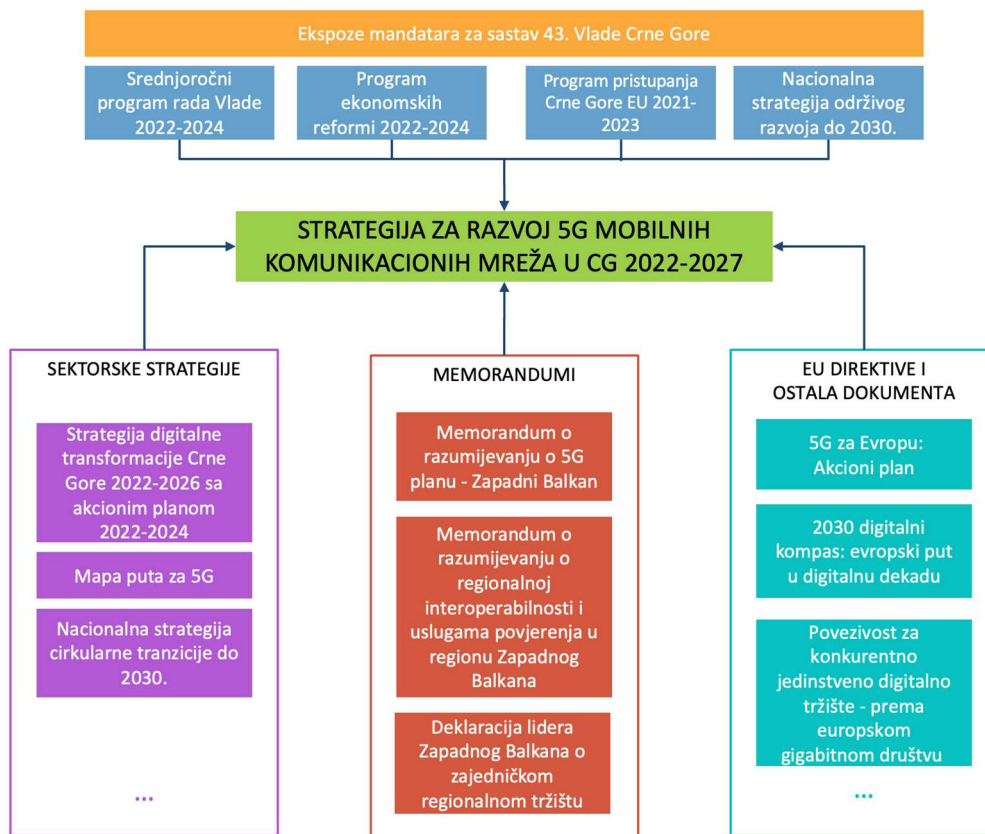 Ekspoze mandatara za sastav 43. Vlade Crne Gore
Srednjoročni
program rada Vlade
2022-2024
Program
ekonomskih
reformi 2022-2024
Program pristupanja
Crne Gore EU 2021-
2023
Nacionalna
strategija održivog
razvoja do 2030.
STRATEGIJA ZA RAZVOJ 5G MOBILNIH
KOMUNIKACIONIH MREŽA U CG 2022-2027
SEKTORSKE STRATEGIJE
Strategija digitalne
transformacije Crne
Gore 2022-2026 sa
akcionim planom
2022-2024
Mapa puta za 5G
Nacionalna strategija
cirkularne tranzicije do
2030.
...
MEMORANDUMI
Memorandum o
razumijevanju o 5G
planu - Zapadni Balkan
Memorandum o
razumijevanju o
regionalnoj
interoperabilnosti i
uslugama povjerenja u
regionu Zapadnog
Balkana
Deklaracija lidera
Zapadnog Balkana o
zajedničkom
regionalnom tržištu
EU DIREKTIVE I
OSTALA DOKUMENTA
5G za Evropu:
Akcioni plan
2030 digitalni
kompas: evropski put
u digitalnu dekadu
Povezivost za
konkurentno
jedinstveno digitalno
tržište - prema
europskom
gigabitnom društvu
...